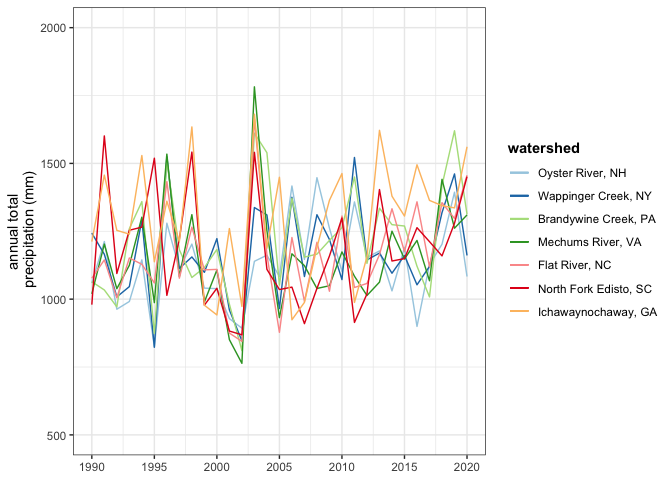 annual total
precipitation (mm)
2000
1500
1000
500
1990
1995
2000
2005
2010
2015
2020
watershed
Oyster River, NH
Wappinger Creek, NY
Brandywine Creek, PA
Mechums River, VA
Flat River, NC
North Fork Edisto, SC
Ichawaynochaway, GA